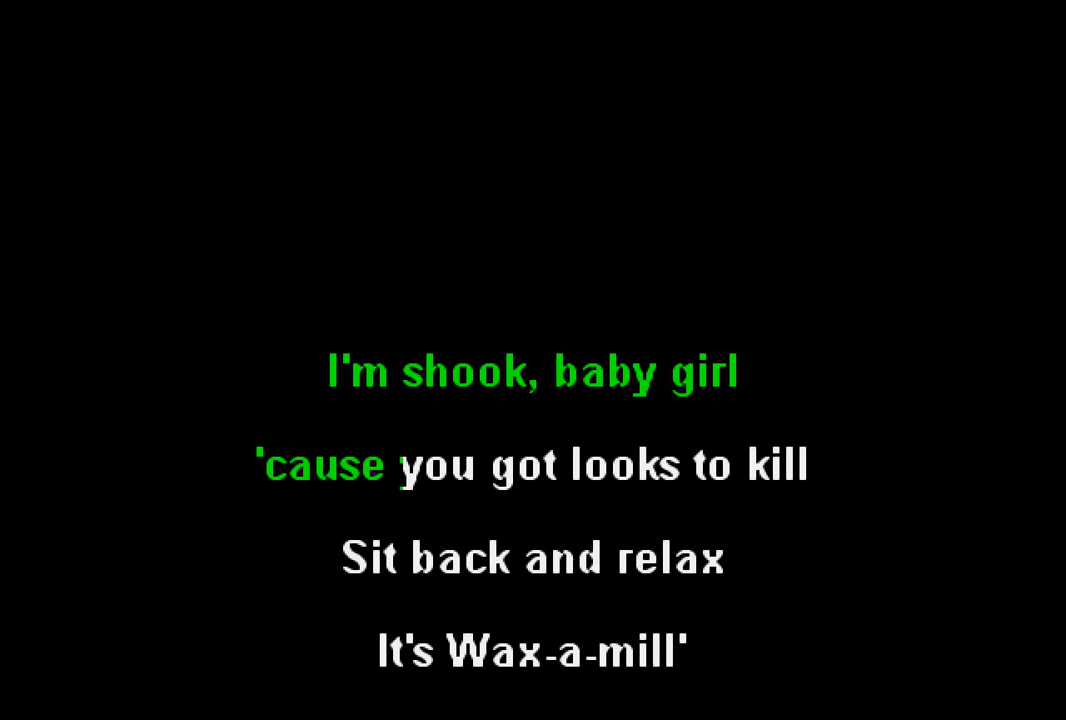 I'm shook, baby girl
'cause you got looks to kill
Sit back and relax
It's Wax-a-mill'